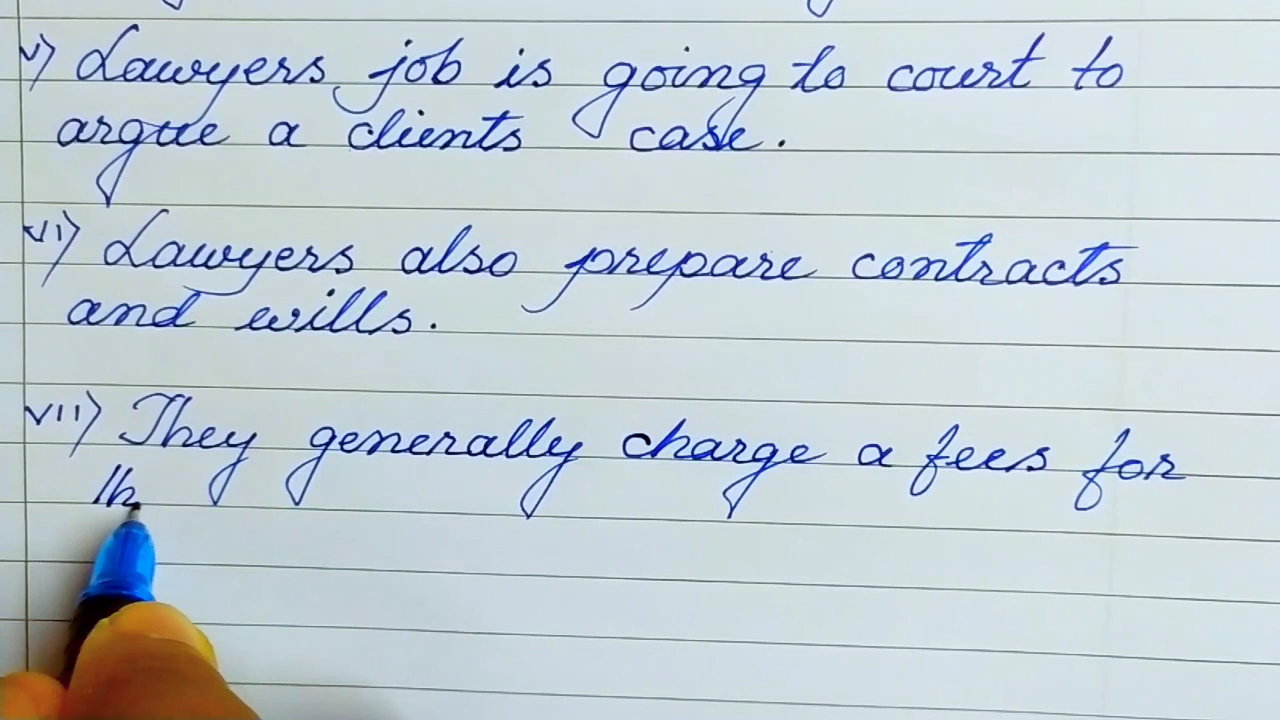 v) Lawyers job is going to court to
argue a clients case.
vi) Lawyers also prepare contracts
and wills.
vii) They generally charge a fees for
th